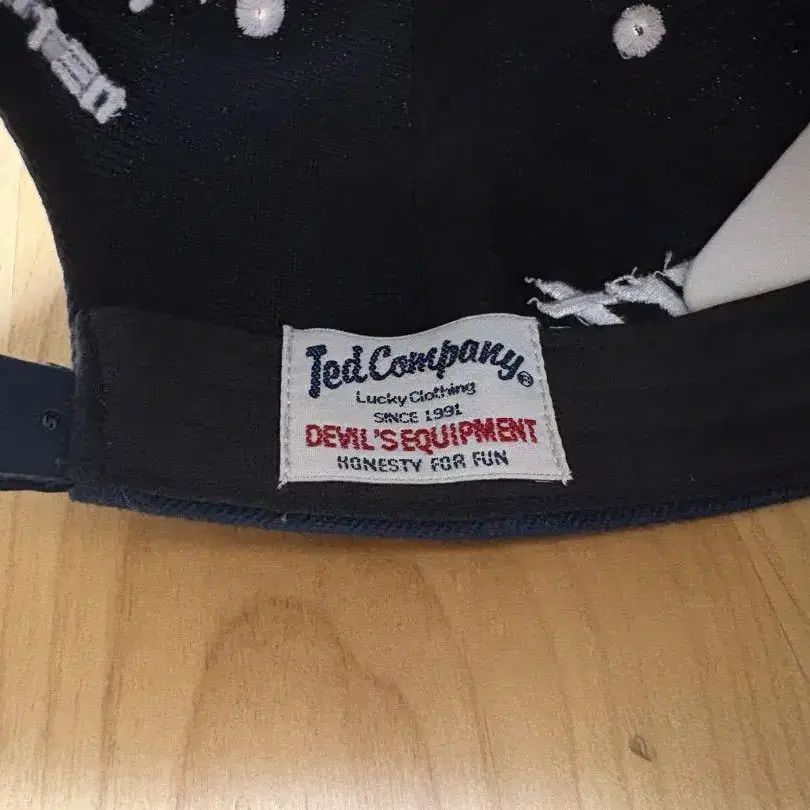 Ted Company®
Lucky Clothing
SINCE 1991
DEVIL'S EQUIPMENT
HONESTY FOR FUN